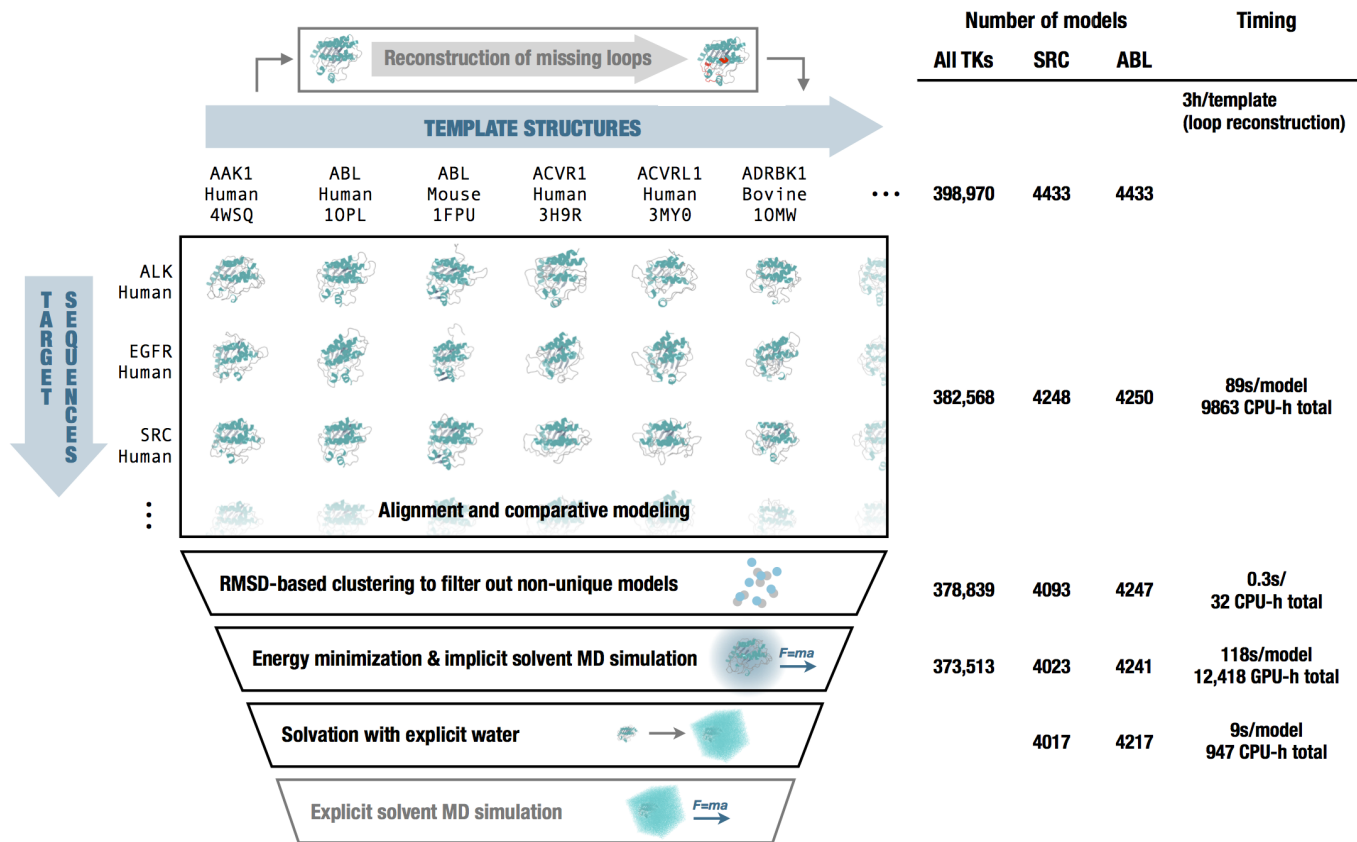 Number of models
Timing
All TKs
SRC
ABL
Reconstruction of missing loops
3h/template
(loop reconstruction)
TEMPLATE STRUCTURES
AAK1
Human
4WSQ
ABL
Human
1OPL
ABL
Mouse
1FPU
ACVR1
Human
3H9R
ACVRL1
Human
3MY0
ADRBK1
Bovine
1OMW
•••
398,970
4433
4433
TARGET
SEQUENCES
ALK
Human
EGFR
Human
SRC
Human
⋮
Alignment and comparative modeling
382,568
4248
4250
89s/model
9863 CPU-h total
RMSD-based clustering to filter out non-unique models
378,839
4093
4247
0.3s/
32 CPU-h total
Energy minimization & implicit solvent MD simulation
F=ma
373,513
4023
4241
118s/model
12,418 GPU-h total
Solvation with explicit water
4017
4217
9s/model
947 CPU-h total
Explicit solvent MD simulation
F=ma